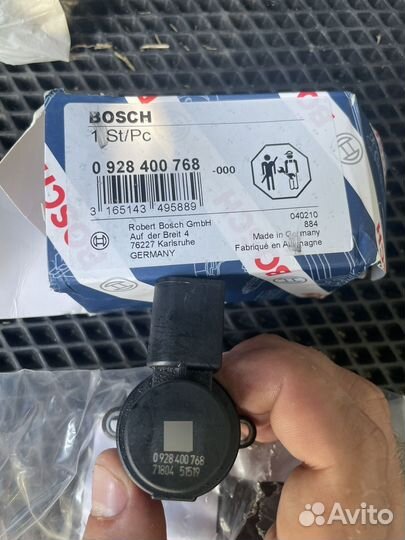 BOSCH
1 St/Pc
0 928 400 768 -000
3 165143 495889
Robert Bosch GmbH
Auf der Breit 4
76227 Karlsruhe
GERMANY
040210
884
Made in Germany
Fabriqué en Allemagne
BOSCH
0 928 400 768
71804 51519
Avito